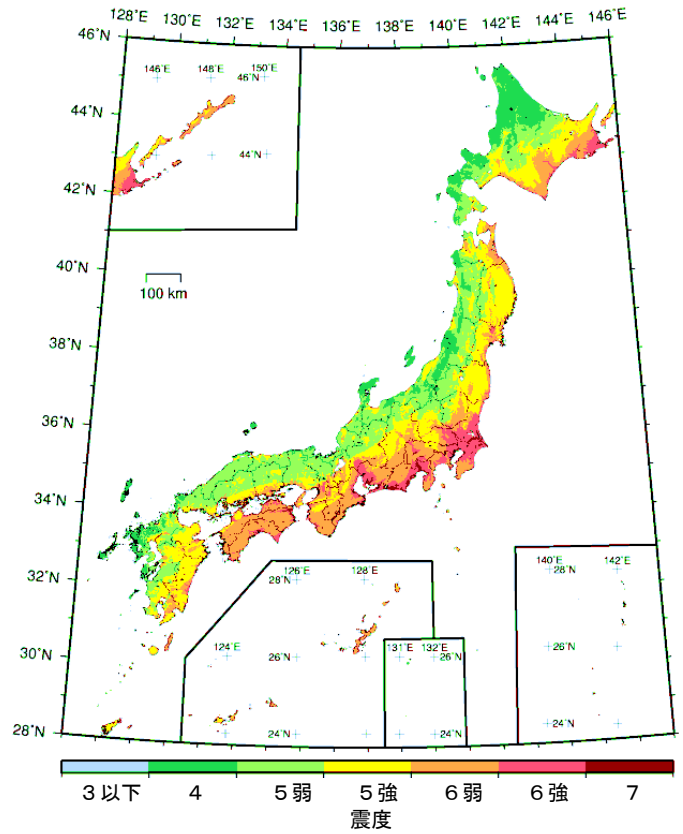 128°E 130°E 132°E 134°E 136°E 138°E 140°E 142°E 144°E 146°E
46°N
146°E 148°E 150°E
46°N
44°N
44°N
42°N
40°N
100 km
38°N
36°N
34°N
32°N
126°E 128°E
28°N
140°E 142°E
28°N
30°N
124°E
26°N
131°E 132°E
26°N
26°N
28°N
24°N
24°N
24°N
3以下 4 5弱 5強 6弱 6強 7
震度